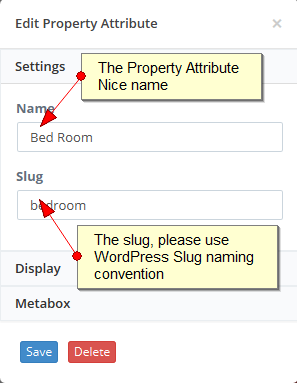 Edit Property Attribute ×
Settings
The Property Attribute
Nice name
Name
Bed Room
Slug
bedroom
The slug, please use
WordPress Slug naming
convention
Display
Metabox
Save Delete